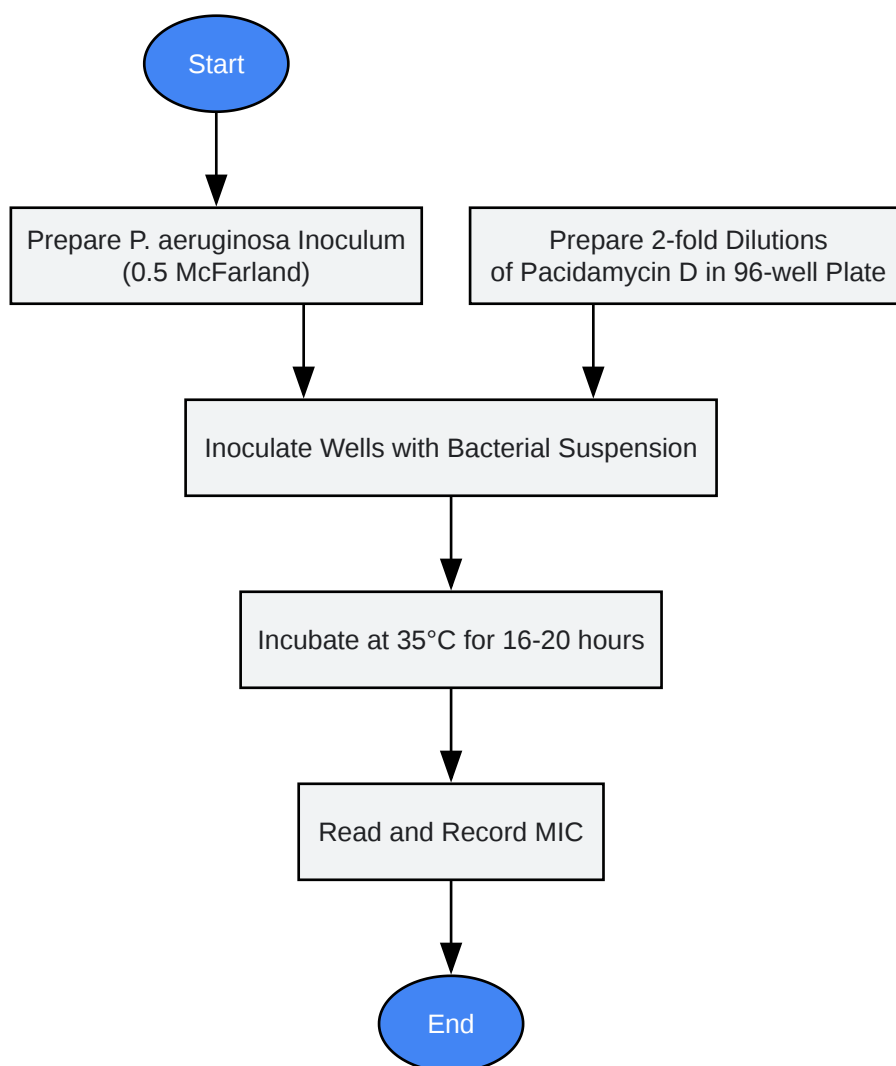 Start
Prepare P. aeruginosa Inoculum
(0.5 McFarland)
Prepare 2-fold Dilutions
of Pacidamycin D in 96-well Plate
Inoculate Wells with Bacterial Suspension
Incubate at 35°C for 16-20 hours
Read and Record MIC
End